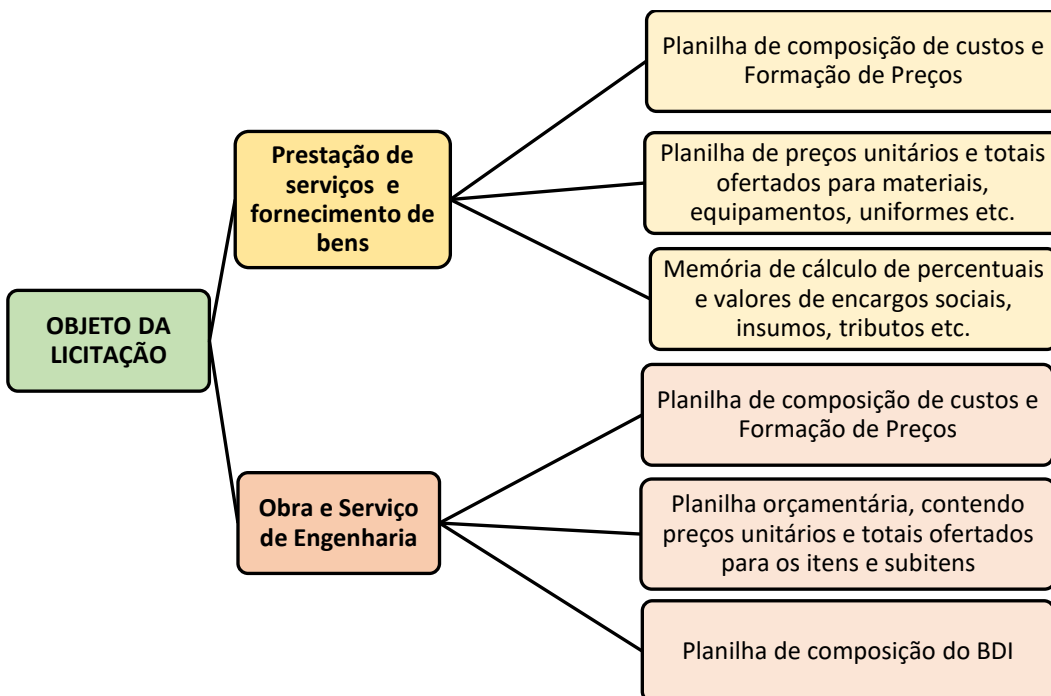 OBJETO DA
LICITAÇÃO
Prestação de
serviços e
fornecimento de
bens
Planilha de composição de custos e
Formação de Preços
Planilha de preços unitários e totais
ofertados para materiais,
equipamentos, uniformes etc.
Memória de cálculo de percentuais
e valores de encargos sociais,
insumos, tributos etc.
Obra e Serviço
de Engenharia
Planilha de composição de custos e
Formação de Preços
Planilha orçamentária, contendo
preços unitários e totais ofertados
para os itens e subitens
Planilha de composição do BDI